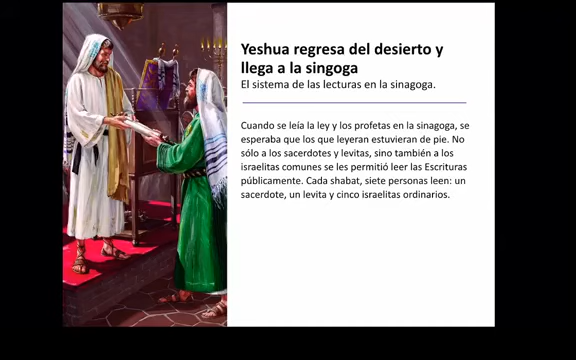 Yeshua regresa del desierto y
llega a la singoga
El sistema de las lecturas en la sinagoga.
Cuando se leía la ley y los profetas en la sinagoga, se
esperaba que los que leyeran estuvieran de pie. No
sólo a los sacerdotes y levitas, sino también a los
israelitas comunes se les permitió leer las Escrituras
públicamente. Cada shabat, siete personas leen: un
sacerdote, un levita y cinco israelitas ordinarios.